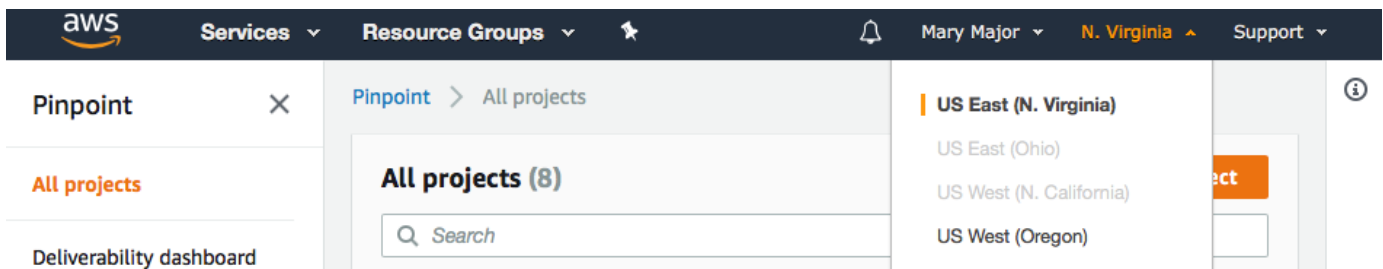 aws Services Resource Groups Mary Major N. Virginia Support
Pinpoint
Pinpoint > All projects
US East (N. Virginia)
US East (Ohio)
All projects
All projects (8)
US West (N. California)
Search
US West (Oregon)
Deliverability dashboard